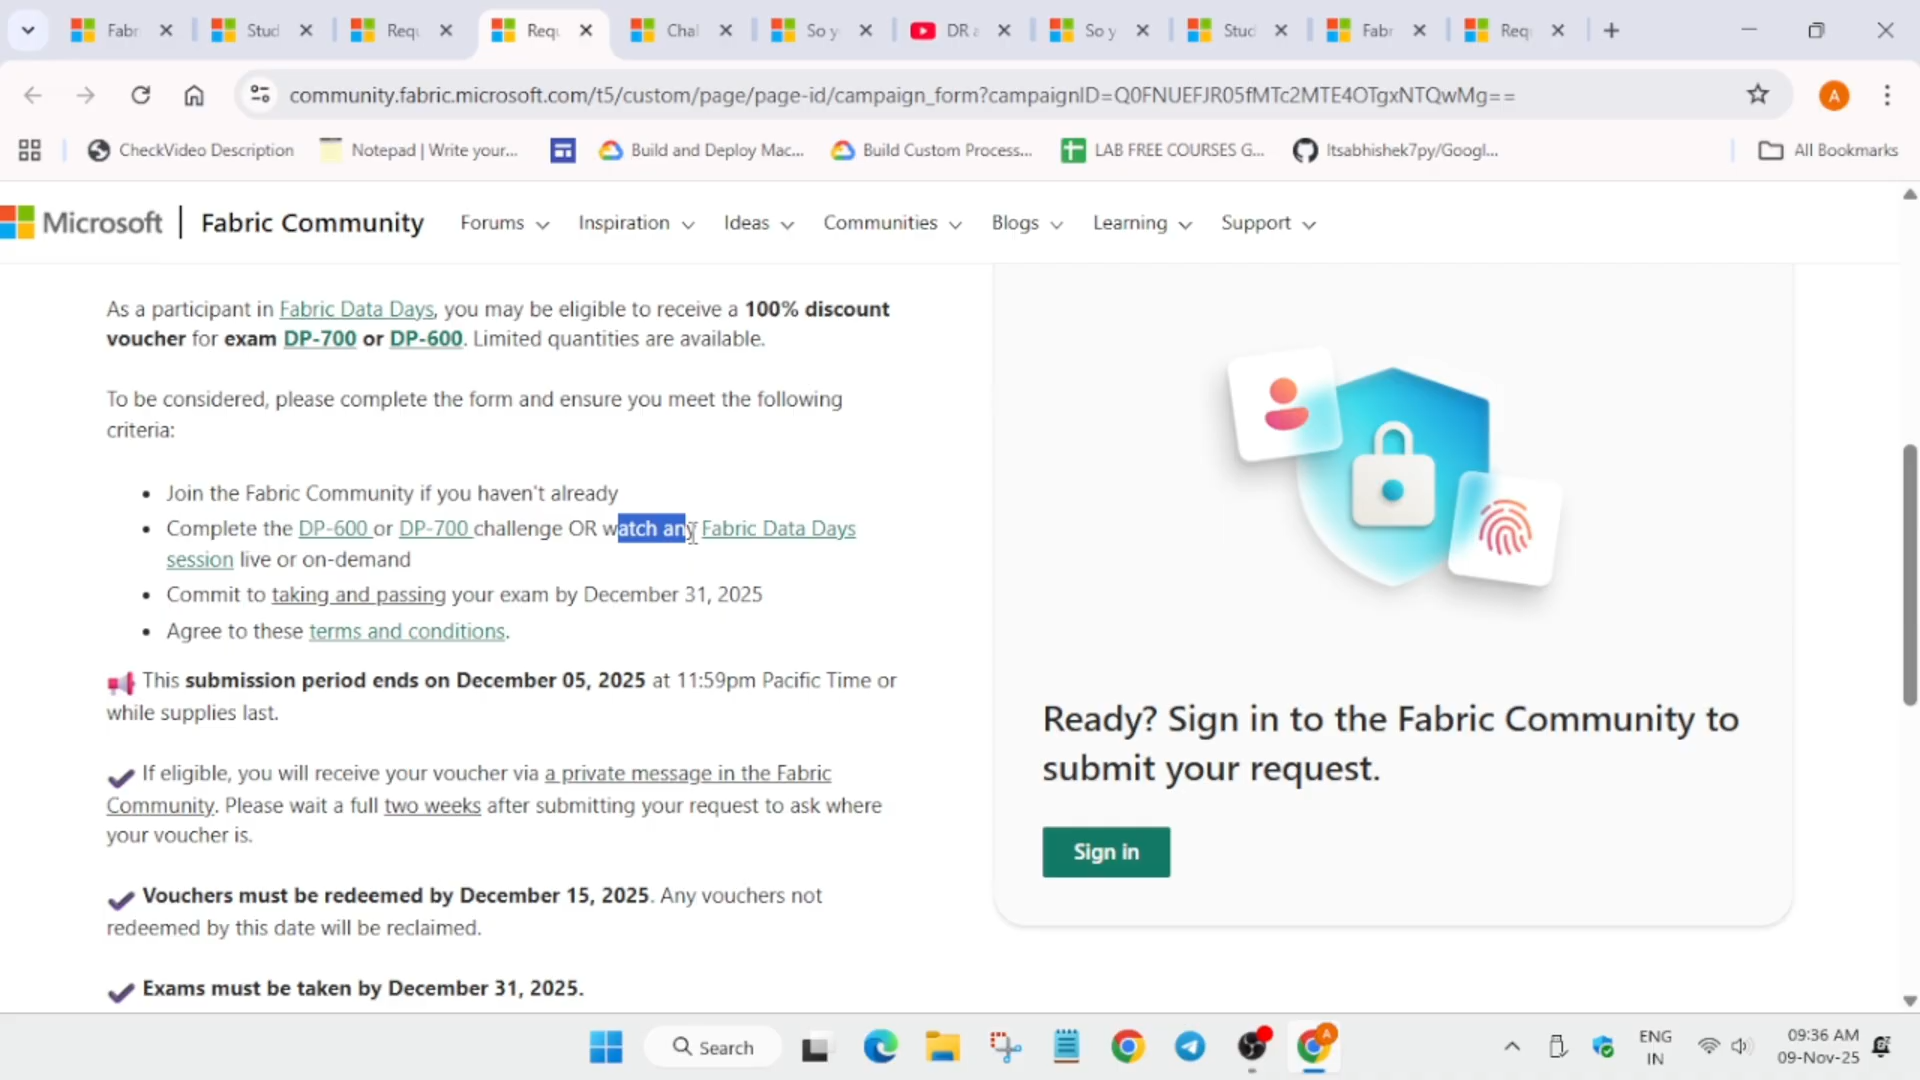 Fabr
Stud
Requ
Requ
Chal
So y
DR a
So y
Stud
Fabr
Requ
community.fabric.microsoft.com/t5/custom/page/page-id/campaign_form?campaignID=Q0FNUEFJR05fMTc2MTE4OTgxNTQwMg==
A
CheckVideo Description
Notepad | Write your...
Build and Deploy Mac...
Build Custom Process...
LAB FREE COURSES G...
Itsabhishek7py/Googl...
All Bookmarks
Microsoft | Fabric Community
Forums
Inspiration
Ideas
Communities
Blogs
Learning
Support
As a participant in Fabric Data Days, you may be eligible to receive a 100% discount
voucher for exam DP-700 or DP-600. Limited quantities are available.
To be considered, please complete the form and ensure you meet the following
criteria:
• Join the Fabric Community if you haven't already
• Complete the DP-600 or DP-700 challenge OR watch any Fabric Data Days
session live or on-demand
• Commit to taking and passing your exam by December 31, 2025
• Agree to these terms and conditions.
This submission period ends on December 05, 2025 at 11:59pm Pacific Time or
while supplies last.
If eligible, you will receive your voucher via a private message in the Fabric
Community. Please wait a full two weeks after submitting your request to ask where
your voucher is.
Vouchers must be redeemed by December 15, 2025. Any vouchers not
redeemed by this date will be reclaimed.
Exams must be taken by December 31, 2025.
Ready? Sign in to the Fabric Community to
submit your request.
Sign in
Search
A
ENG
IN
09:36 AM
09-Nov-25